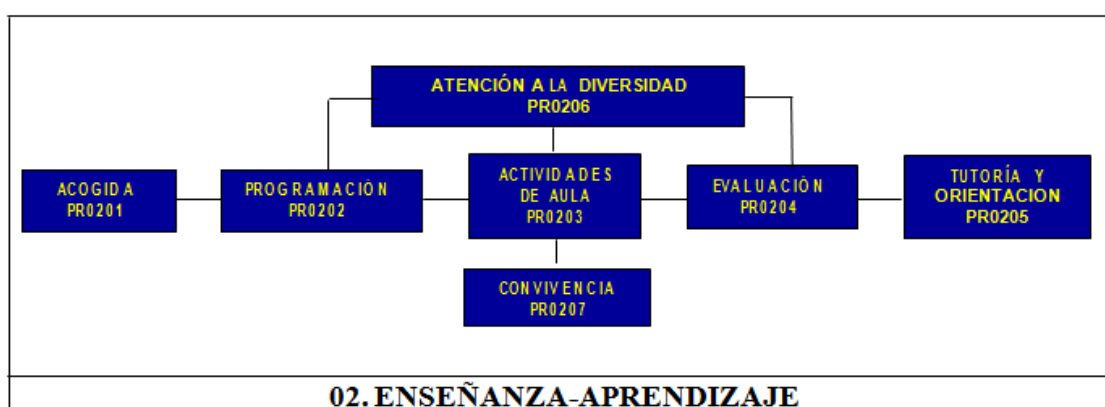 ATENCIÓN A LA DIVERSIDAD
PR0206
ACOGIDA
PR0201
PROGRAMACIÓN
PR0202
ACTIVIDADES
DE AULA
PR0203
EVALUACIÓN
PR0204
TUTORÍA Y
ORIENTACION
PR0205
CONVIVENCIA
PR0207
02. ENSEÑANZA-APRENDIZAJE